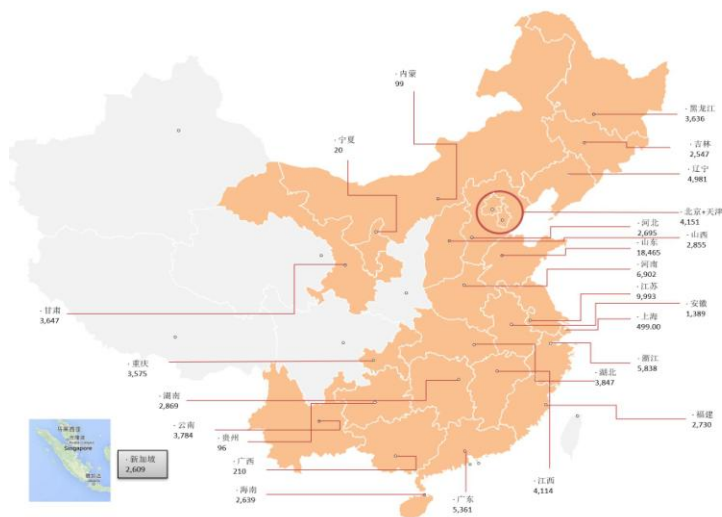 · 内蒙
99
· 宁夏
20
· 黑龙江
3,636
· 吉林
2,547
· 辽宁
4,981
· 北京+天津
4,151
· 河北
2,695
· 山西
2,855
· 山东
18,465
· 河南
6,902
· 江苏
9,993
· 安徽
1,389
· 上海
499.00
· 浙江
5,838
· 湖北
3,847
· 福建
2,730
· 甘肃
3,647
· 重庆
3,575
· 湖南
2,869
· 云南
3,784
· 贵州
96
· 广西
210
· 海南
2,639
· 广东
5,361
· 江西
4,114
马来西亚
Singapore
· 新加坡
2,609